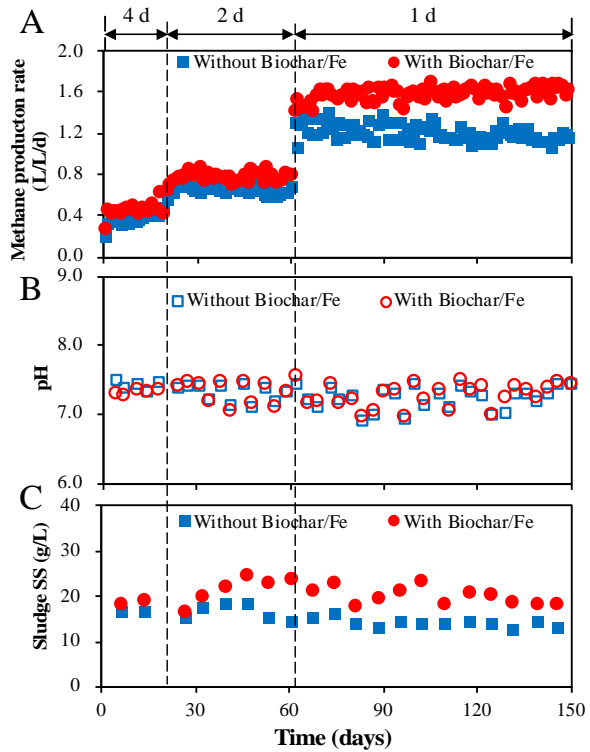 A
4 d
2 d
1 d
Methane producton rate
(L/L/d)
2.0
1.6
1.2
0.8
0.4
0.0
Without Biochar/Fe
With Biochar/Fe
B
pH
9.0
8.0
7.0
6.0
Without Biochar/Fe
With Biochar/Fe
C
Sludge SS (g/L)
40
30
20
10
0
Without Biochar/Fe
With Biochar/Fe
0
30
60
90
120
150
Time (days)